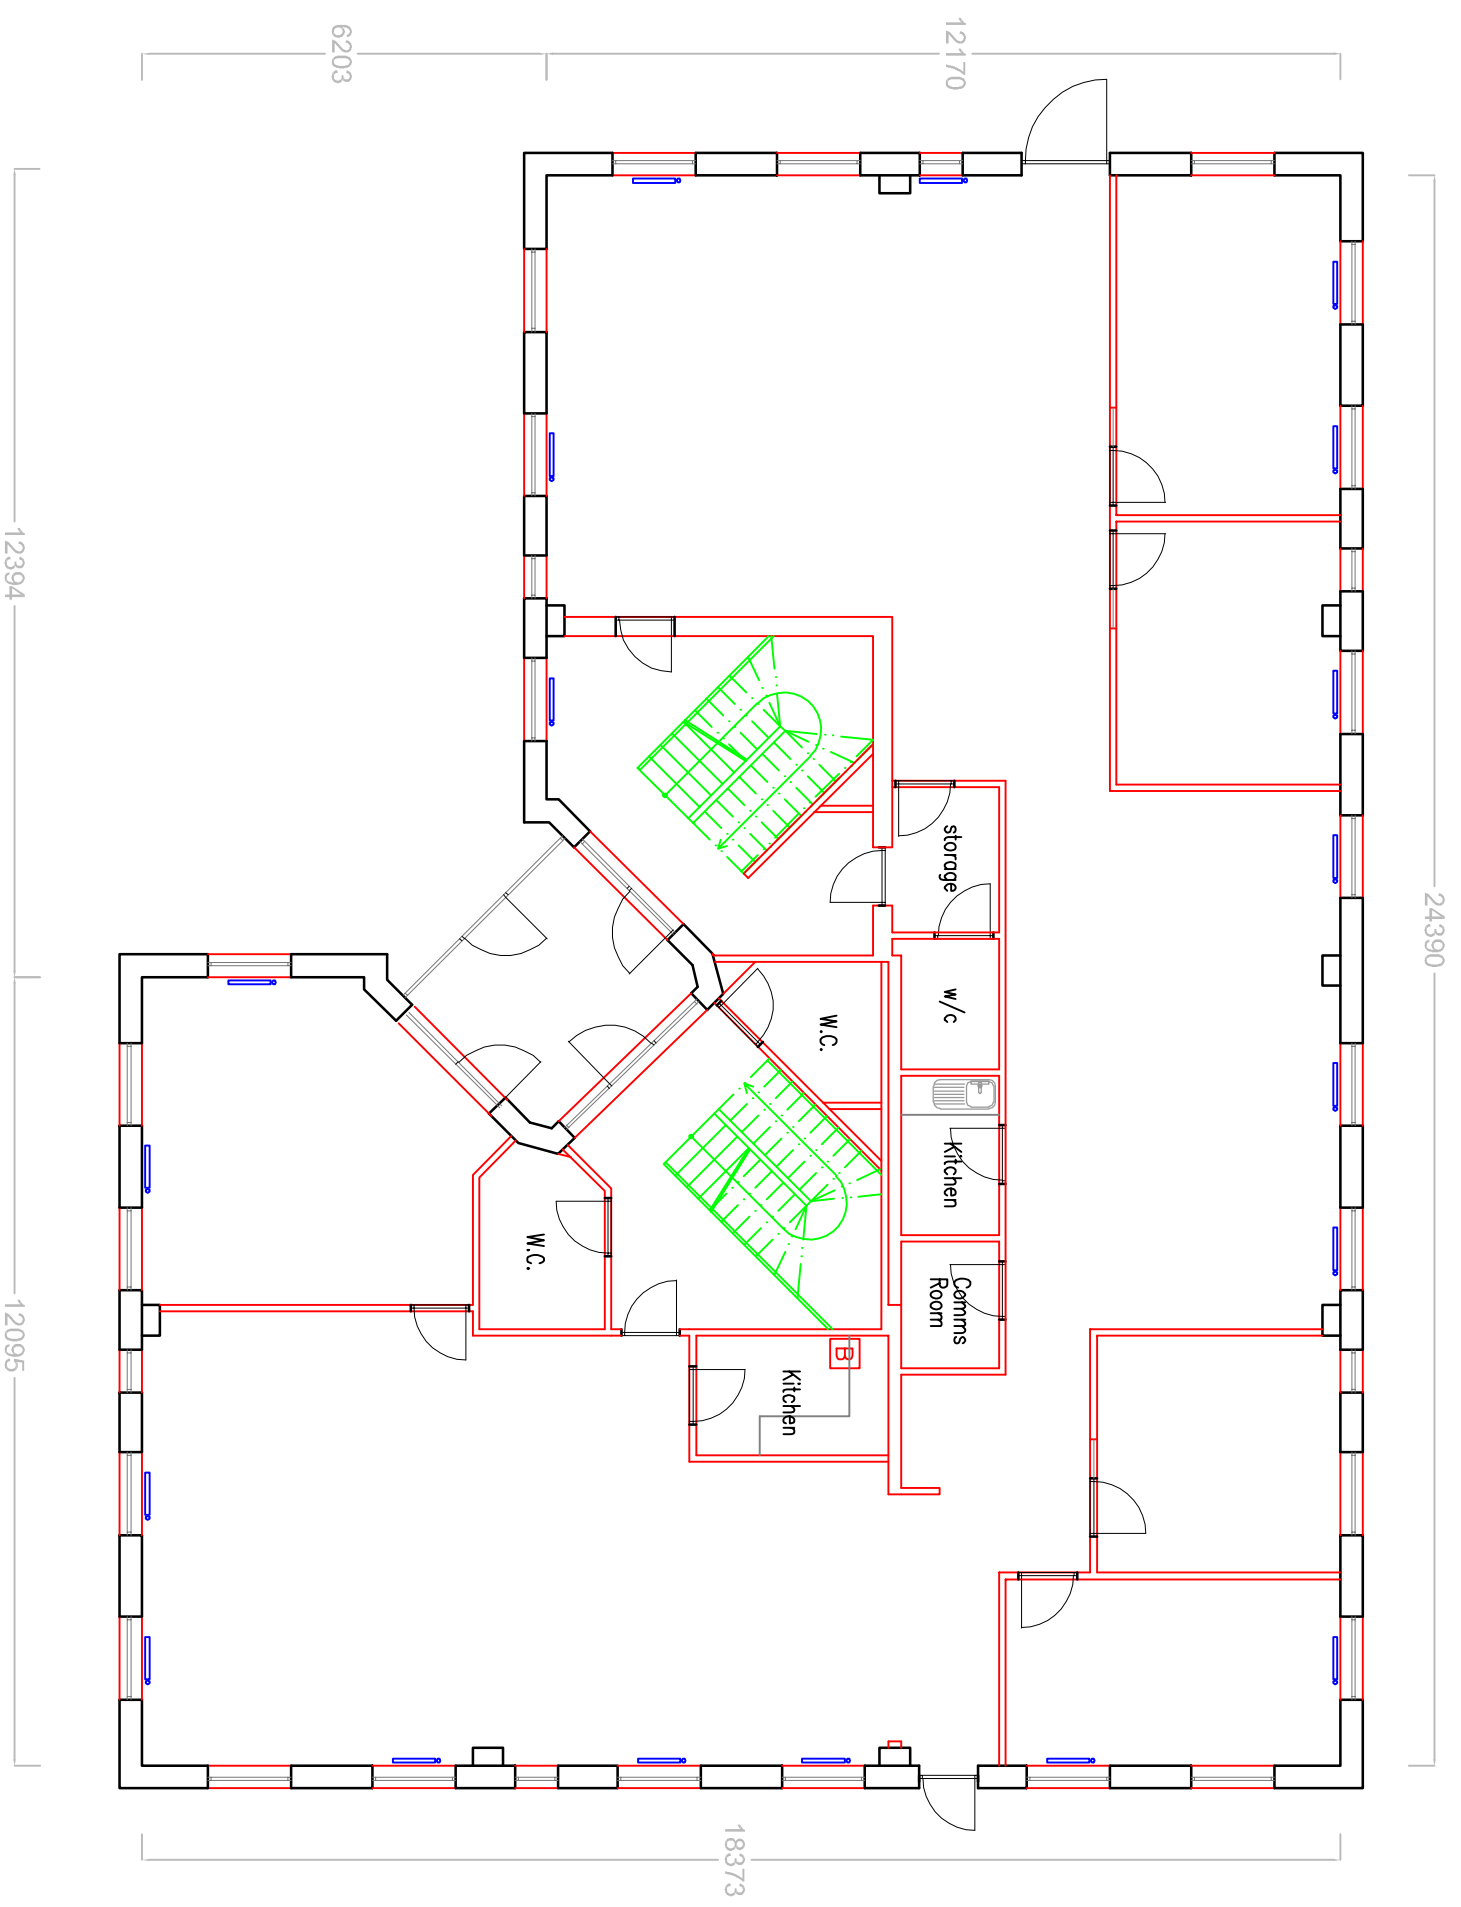 6203
12170
12394
24390
storage
w/c
W.C.
Kitchen
W.C.
Comms
Room
B
Kitchen
12095
18373